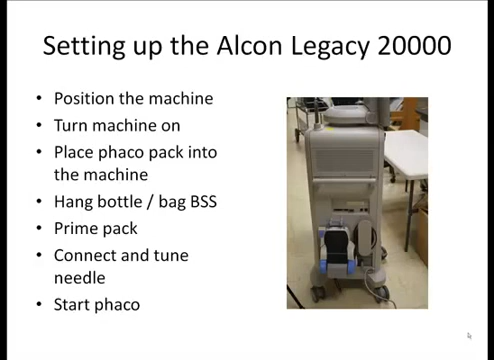 Setting up the Alcon Legacy 20000
• Position the machine
• Turn machine on
• Place phaco pack into
the machine
• Hang bottle / bag BSS
• Prime pack
• Connect and tune
needle
• Start phaco